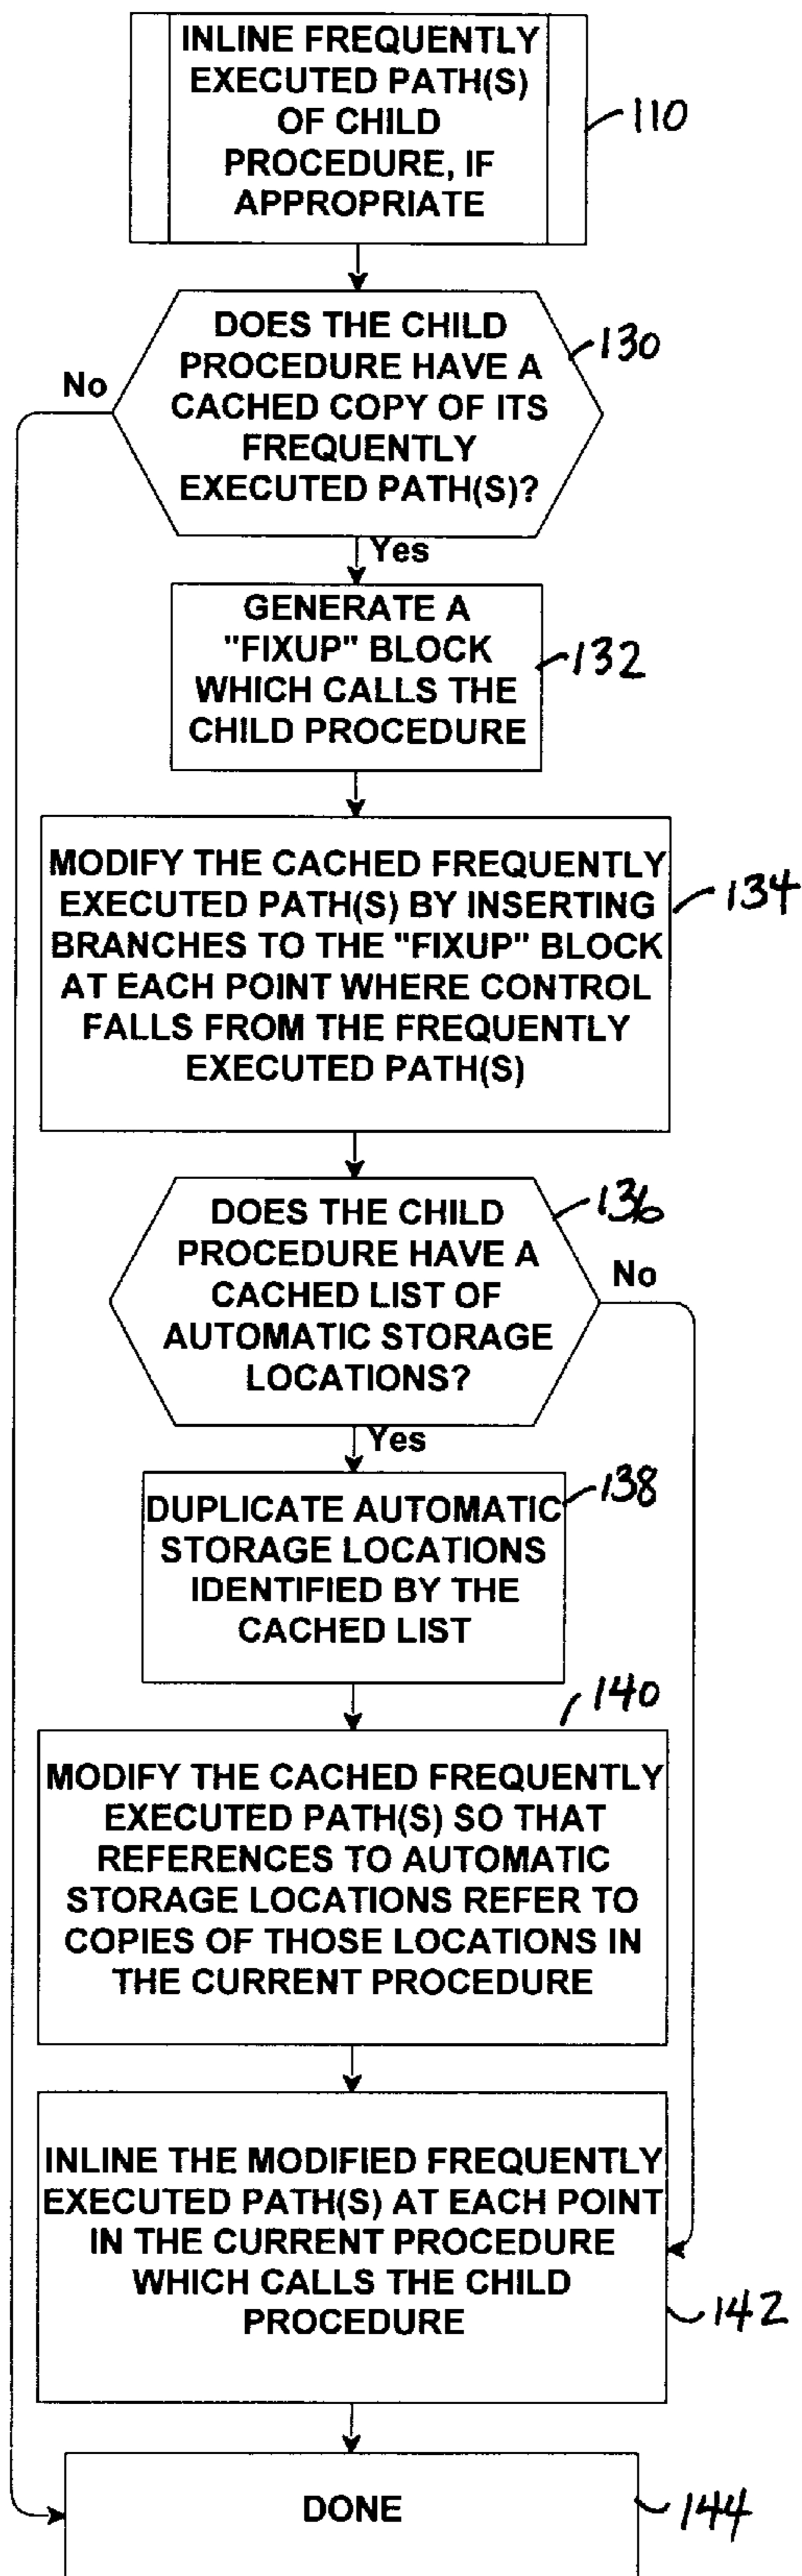 INLINE FREQUENTLY
EXECUTED PATH(S)
OF CHILD
PROCEDURE, IF
APPROPRIATE
110
DOES THE CHILD
PROCEDURE HAVE A
CACHED COPY OF ITS
FREQUENTLY
EXECUTED PATH(S)?
130
No
Yes
GENERATE A
"FIXUP" BLOCK
WHICH CALLS THE
CHILD PROCEDURE
132
MODIFY THE CACHED FREQUENTLY
EXECUTED PATH(S) BY INSERTING
BRANCHES TO THE "FIXUP" BLOCK
AT EACH POINT WHERE CONTROL
FALLS FROM THE FREQUENTLY
EXECUTED PATH(S)
134
DOES THE CHILD
PROCEDURE HAVE A
CACHED LIST OF
AUTOMATIC STORAGE
LOCATIONS?
136
No
Yes
DUPLICATE AUTOMATIC
STORAGE LOCATIONS
IDENTIFIED BY THE
CACHED LIST
138
140
MODIFY THE CACHED FREQUENTLY
EXECUTED PATH(S) SO THAT
REFERENCES TO AUTOMATIC
STORAGE LOCATIONS REFER TO
COPIES OF THOSE LOCATIONS IN
THE CURRENT PROCEDURE
INLINE THE MODIFIED FREQUENTLY
EXECUTED PATH(S) AT EACH POINT
IN THE CURRENT PROCEDURE
WHICH CALLS THE CHILD
PROCEDURE
142
DONE
144